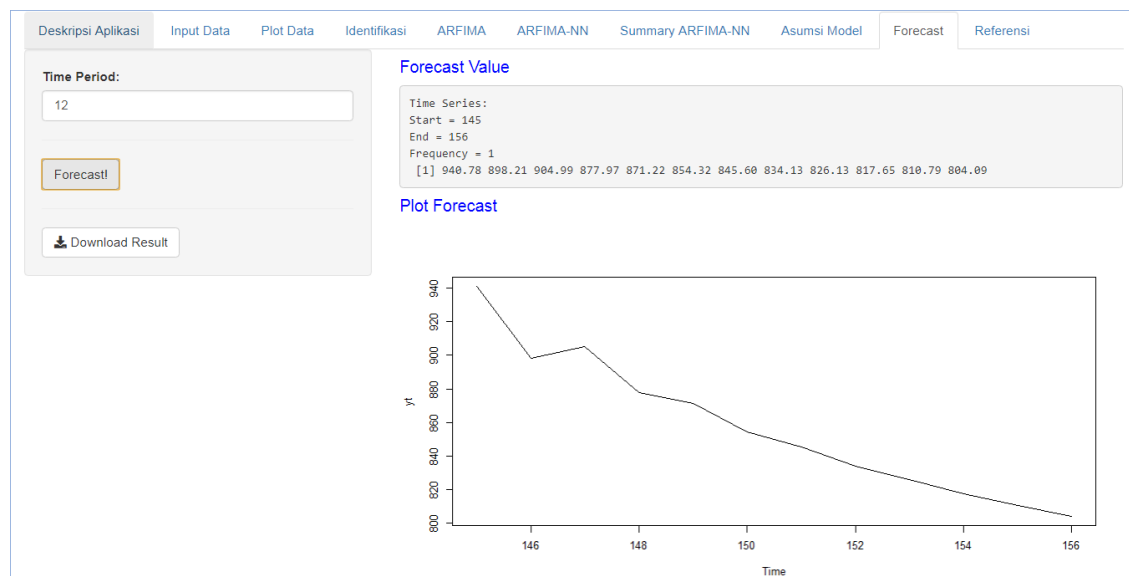 Deskripsi Aplikasi Input Data Plot Data Identifikasi ARFIMA ARFIMA-NN Summary ARFIMA-NN Asumsi Model Forecast Referensi
Time Period:
12
Forecast!
Download Result
Forecast Value
Time Series:
Start = 145
End = 156
Frequency = 1
[1] 940.78 898.21 904.99 877.97 871.22 854.32 845.60 834.13 826.13 817.65 810.79 804.09
Plot Forecast
940
920
900
880
860
840
820
800
yt
146 148 150 152 154 156
Time